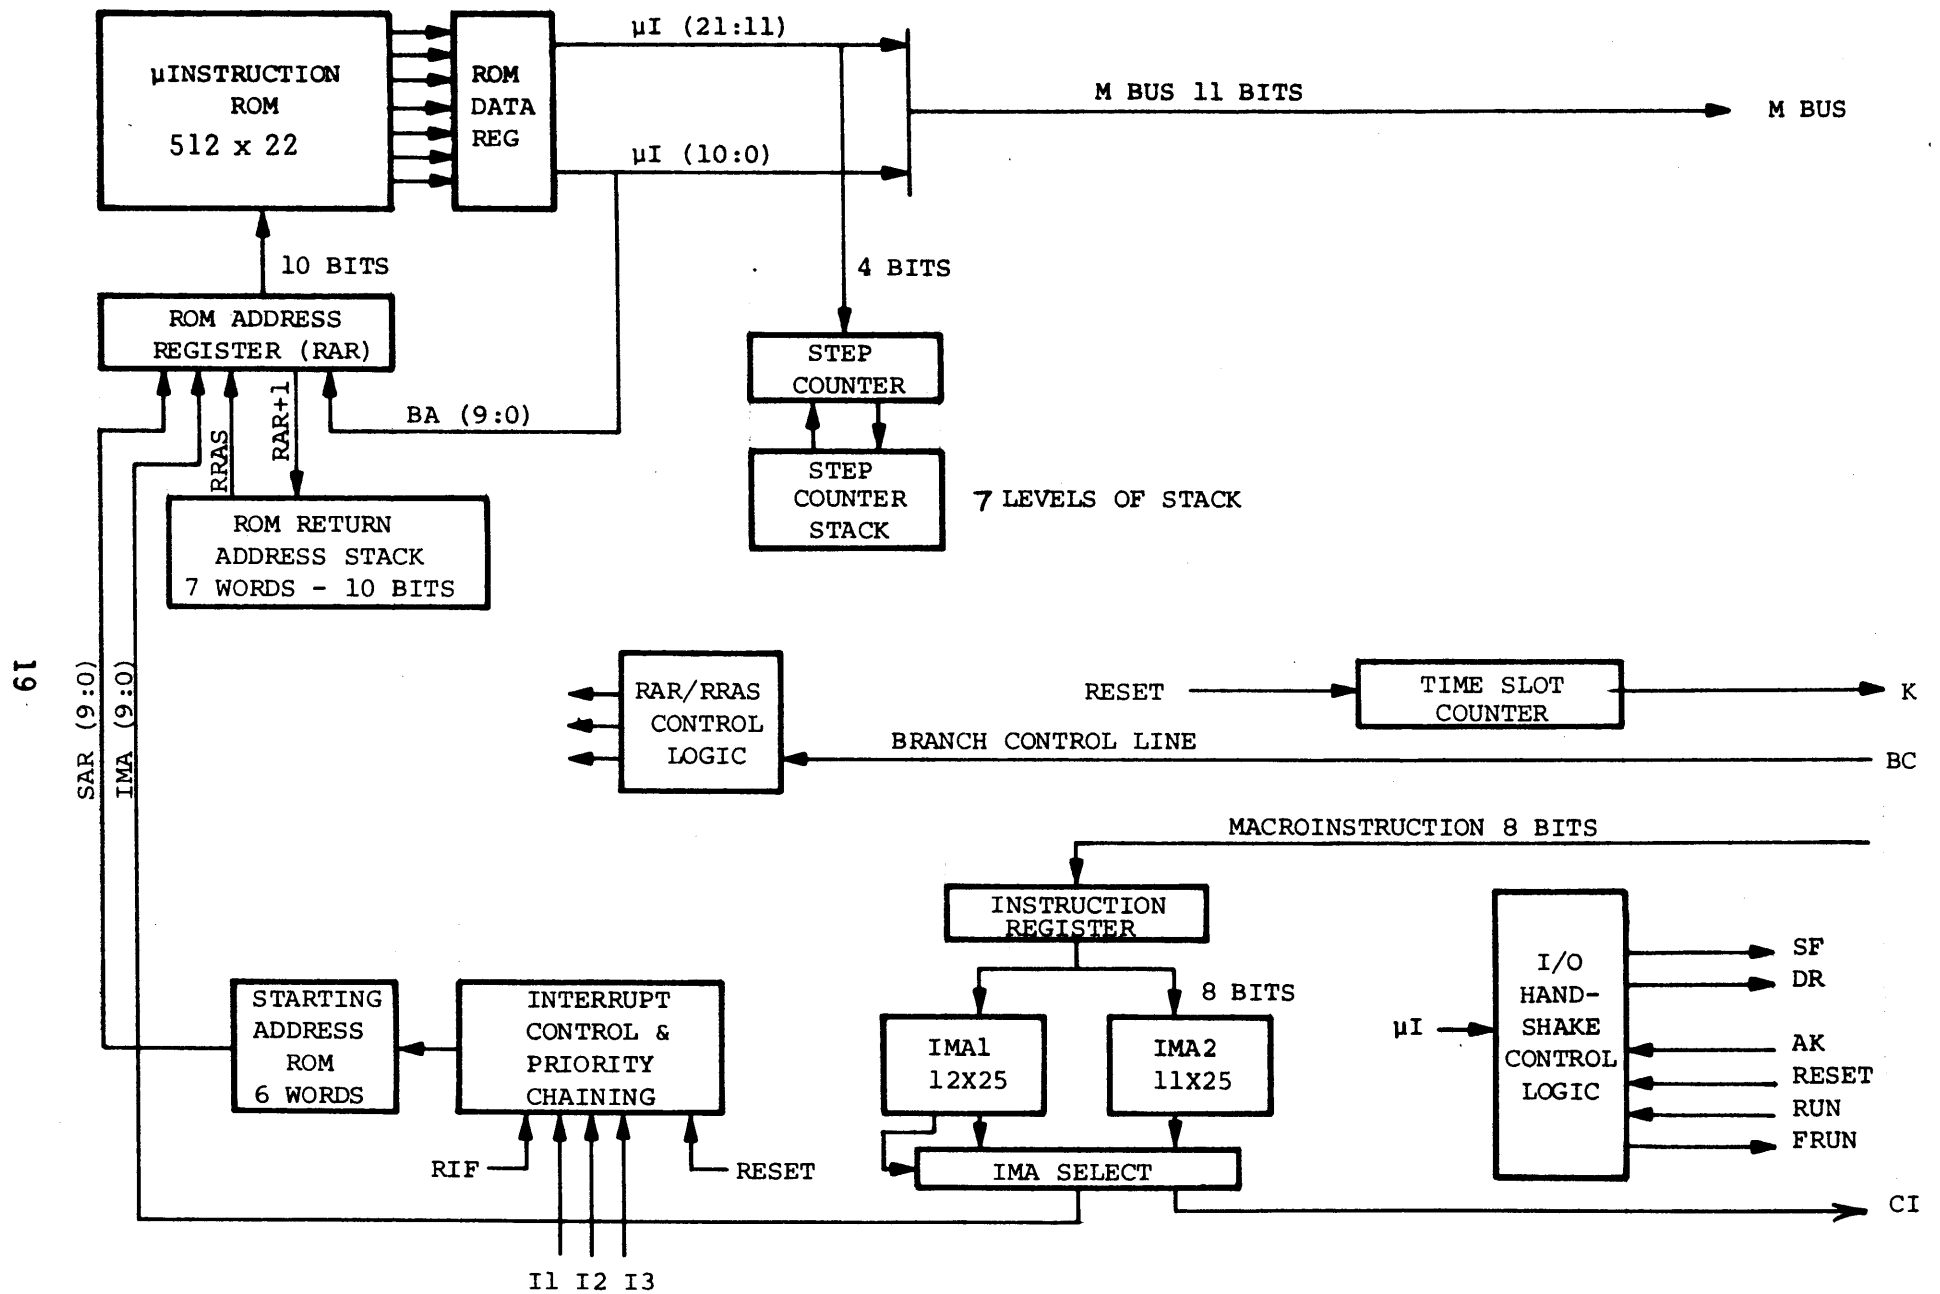 µINSTRUCTION
ROM
512 x 22
ROM
DATA
REG
µI (21:11)
µI (10:0)
M BUS 11 BITS
M BUS
10 BITS
4 BITS
ROM ADDRESS
REGISTER (RAR)
STEP
COUNTER
BA (9:0)
RRAS
RAR+1
STEP
COUNTER
STACK
7 LEVELS OF STACK
ROM RETURN
ADDRESS STACK
7 WORDS - 10 BITS
19
SAR (9:0)
IMA (9:0)
RAR/RRAS
CONTROL
LOGIC
RESET
TIME SLOT
COUNTER
K
BRANCH CONTROL LINE
BC
MACROINSTRUCTION 8 BITS
INSTRUCTION
REGISTER
8 BITS
IMA1
12X25
IMA2
11X25
IMA SELECT
STARTING
ADDRESS
ROM
6 WORDS
INTERRUPT
CONTROL &
PRIORITY
CHAINING
RIF
RESET
I1 I2 I3
µI
I/O
HAND-
SHAKE
CONTROL
LOGIC
SF
DR
AK
RESET
RUN
FRUN
CI